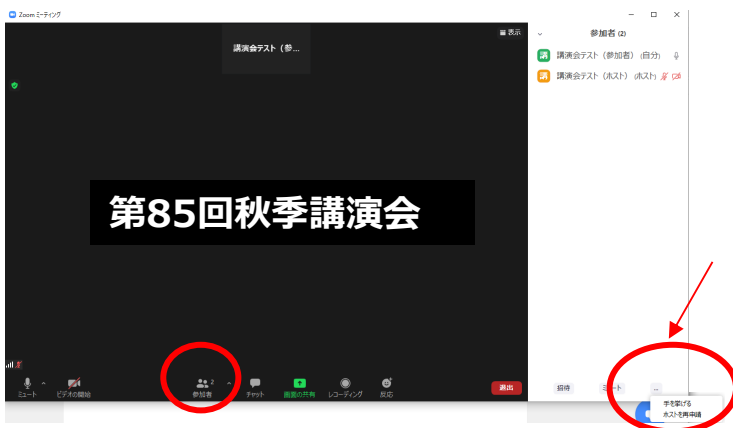 Zoom ミーティング
表示
講演会テスト（参...
第85回秋季講演会
ミュート
ビデオの開始
2
参加者
チャット
画面の共有
レコーディング
反応
退出
参加者 (2)
講 講演会テスト（参加者） (自分)
講 講演会テスト（ホスト） (ホスト)
招待
ミュート
...
手を挙げる
ホストを再申請